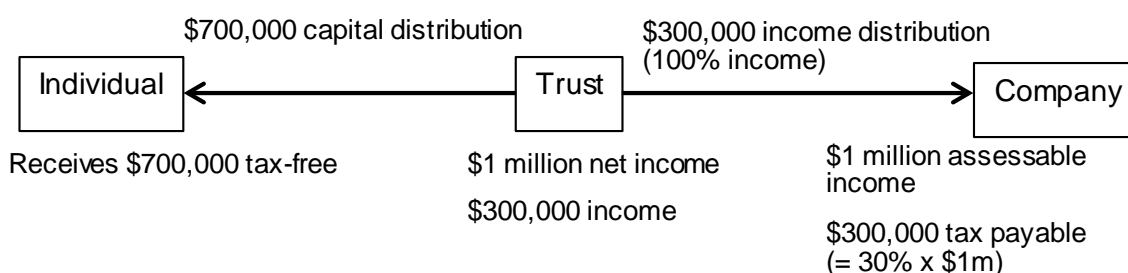 $700,000 capital distribution
$300,000 income distribution
(100% income)
Individual
Trust
Company
Receives $700,000 tax-free
$1 million net income
$300,000 income
$1 million assessable
income
$300,000 tax payable
(= 30% x $1m)